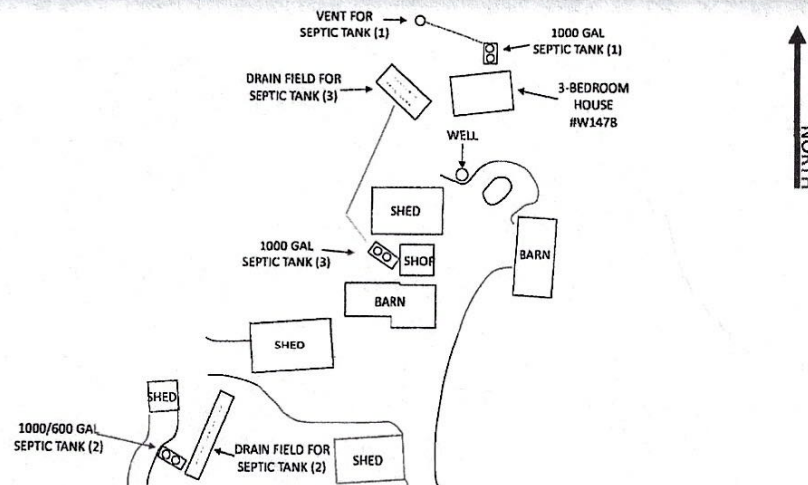 VENT FOR
SEPTIC TANK (1)
1000 GAL
SEPTIC TANK (1)
DRAIN FIELD FOR
SEPTIC TANK (3)
3-BEDROOM
HOUSE
#W1478
NORTH
WELL
SHED
1000 GAL
SEPTIC TANK (3)
SHOP
BARN
BARN
SHED
SHED
1000/600 GAL
SEPTIC TANK (2)
DRAIN FIELD FOR
SEPTIC TANK (2)
SHED